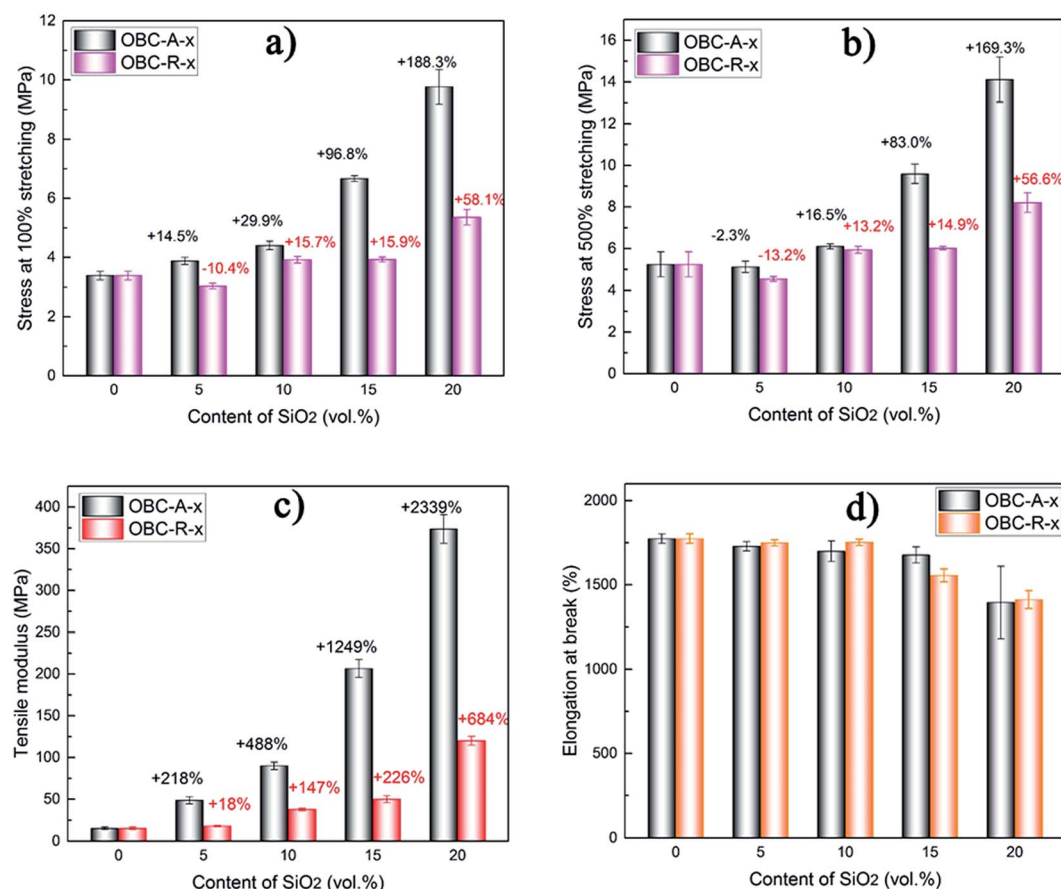 a)
OBC-A-x
OBC-R-x
Stress at 100% stretching (MPa)
12
10
8
6
4
2
0
+14.5%
-10.4%
+29.9%
+15.7%
+96.8%
+15.9%
+188.3%
+58.1%
0 5 10 15 20
Content of SiO2 (vol.%)
b)
OBC-A-x
OBC-R-x
Stress at 500% stretching (MPa)
16
14
12
10
8
6
4
2
0
-2.3%
-13.2%
+16.5%
+13.2%
+83.0%
+14.9%
+169.3%
+56.6%
0 5 10 15 20
Content of SiO2 (vol.%)
c)
OBC-A-x
OBC-R-x
Tensile modulus (MPa)
400
350
300
250
200
150
100
50
0
+218%
+18%
+488%
+147%
+1249%
+226%
+2339%
+684%
0 5 10 15 20
Content of SiO2 (vol.%)
d)
OBC-A-x
OBC-R-x
Elongation at break (%)
2000
1500
1000
500
0
0 5 10 15 20
Content of SiO2 (vol.%)